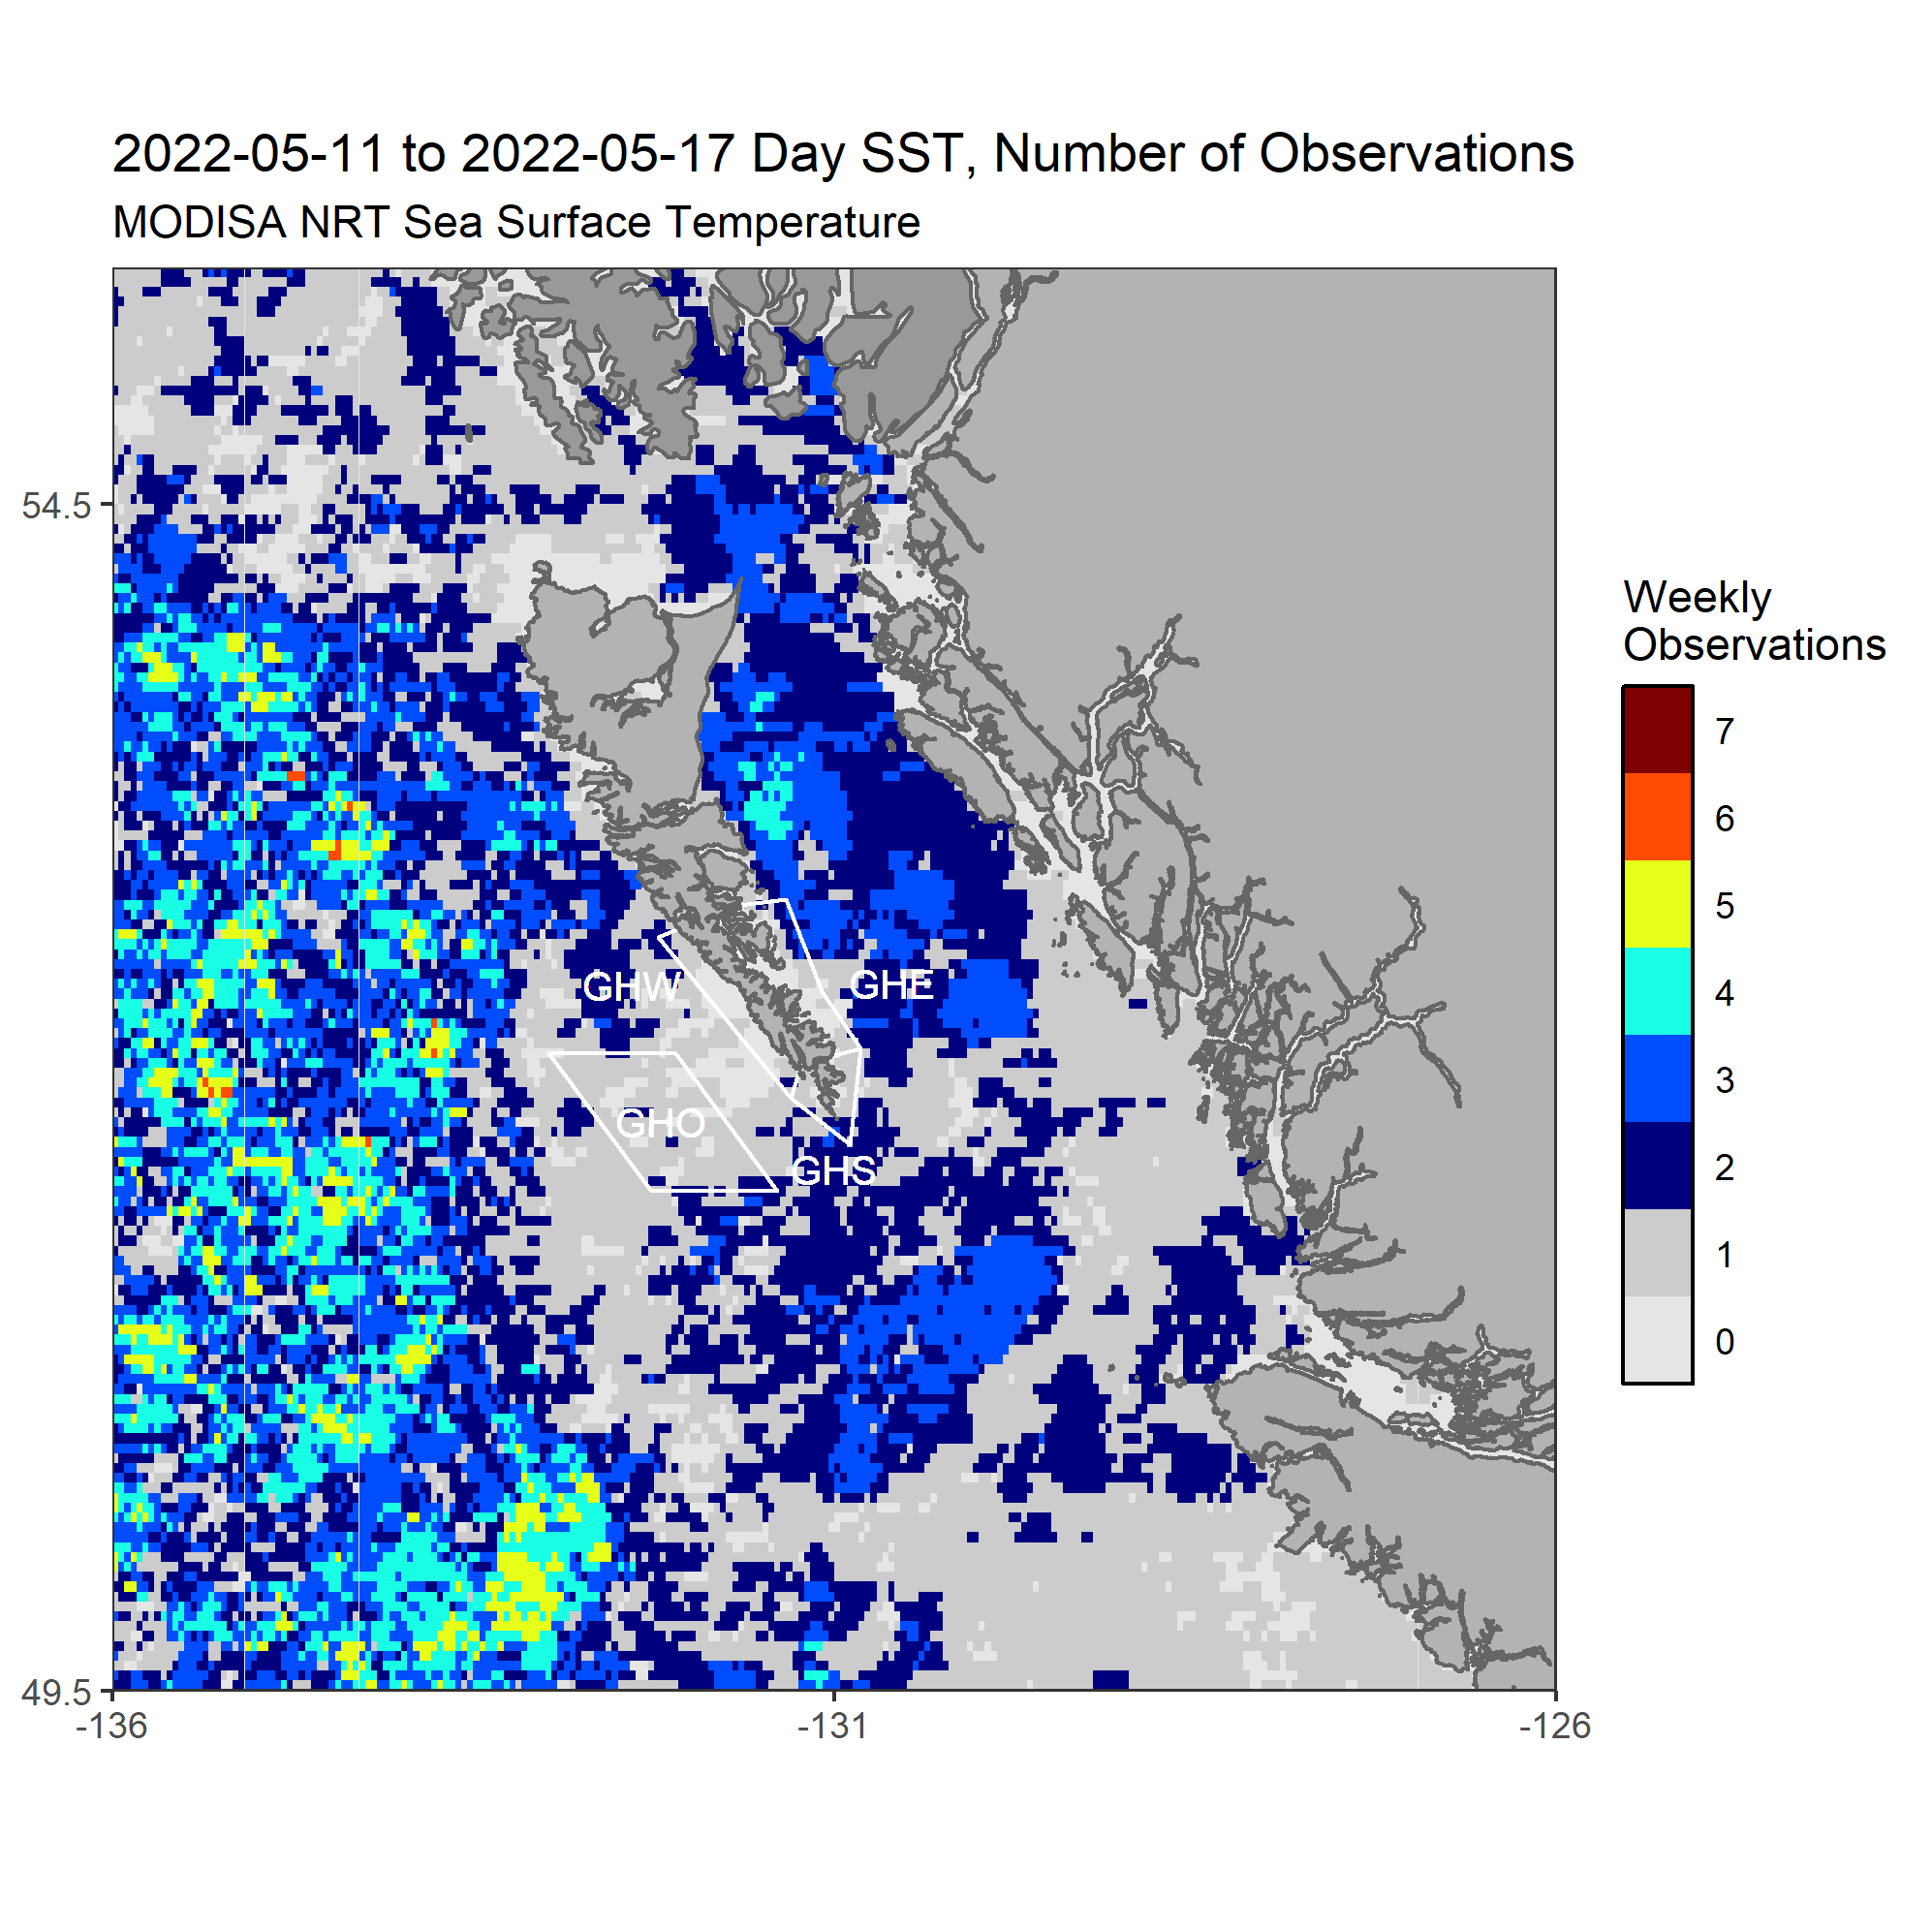 2022-05-11 to 2022-05-17 Day SST, Number of Observations
MODISA NRT Sea Surface Temperature
54.5
49.5
-136
-131
-126
GHW
GHE
GHO
GHS
Weekly
Observations
7
6
5
4
3
2
1
0